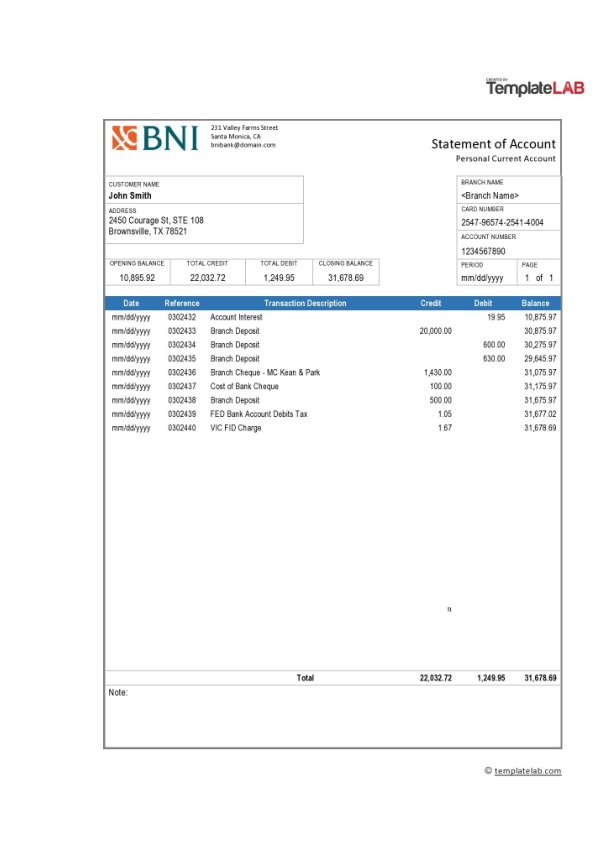 CREATED BY
TemplateLAB
BNI
231 Valley Farms Street
Santa Monica, CA
bnibank@domain.com
Statement of Account
Personal Current Account
CUSTOMER NAME
John Smith
ADDRESS
2450 Courage St, STE 108
Brownsville, TX 78521
BRANCH NAME
<Branch Name>
CARD NUMBER
2547-96574-2541-4004
ACCOUNT NUMBER
1234567890
OPENING BALANCE TOTAL CREDIT TOTAL DEBIT CLOSING BALANCE PERIOD PAGE
10,895.92 22,032.72 1,249.95 31,678.69 mm/dd/yyyy 1 of 1
Date Reference Transaction Description Credit Debit Balance
mm/dd/yyyy 0302432 Account Interest 19.95 10,875.97
mm/dd/yyyy 0302433 Branch Deposit 20,000.00 30,875.97
mm/dd/yyyy 0302434 Branch Deposit 600.00 30,275.97
mm/dd/yyyy 0302435 Branch Deposit 630.00 29,645.97
mm/dd/yyyy 0302436 Branch Cheque - MC Kean & Park 1,430.00 31,075.97
mm/dd/yyyy 0302437 Cost of Bank Cheque 100.00 31,175.97
mm/dd/yyyy 0302438 Branch Deposit 500.00 31,675.97
mm/dd/yyyy 0302439 FED Bank Account Debits Tax 1.05 31,677.02
mm/dd/yyyy 0302440 VIC FID Charge 1.67 31,678.69
n
Total 22,032.72 1,249.95 31,678.69
Note:
© templatelab.com